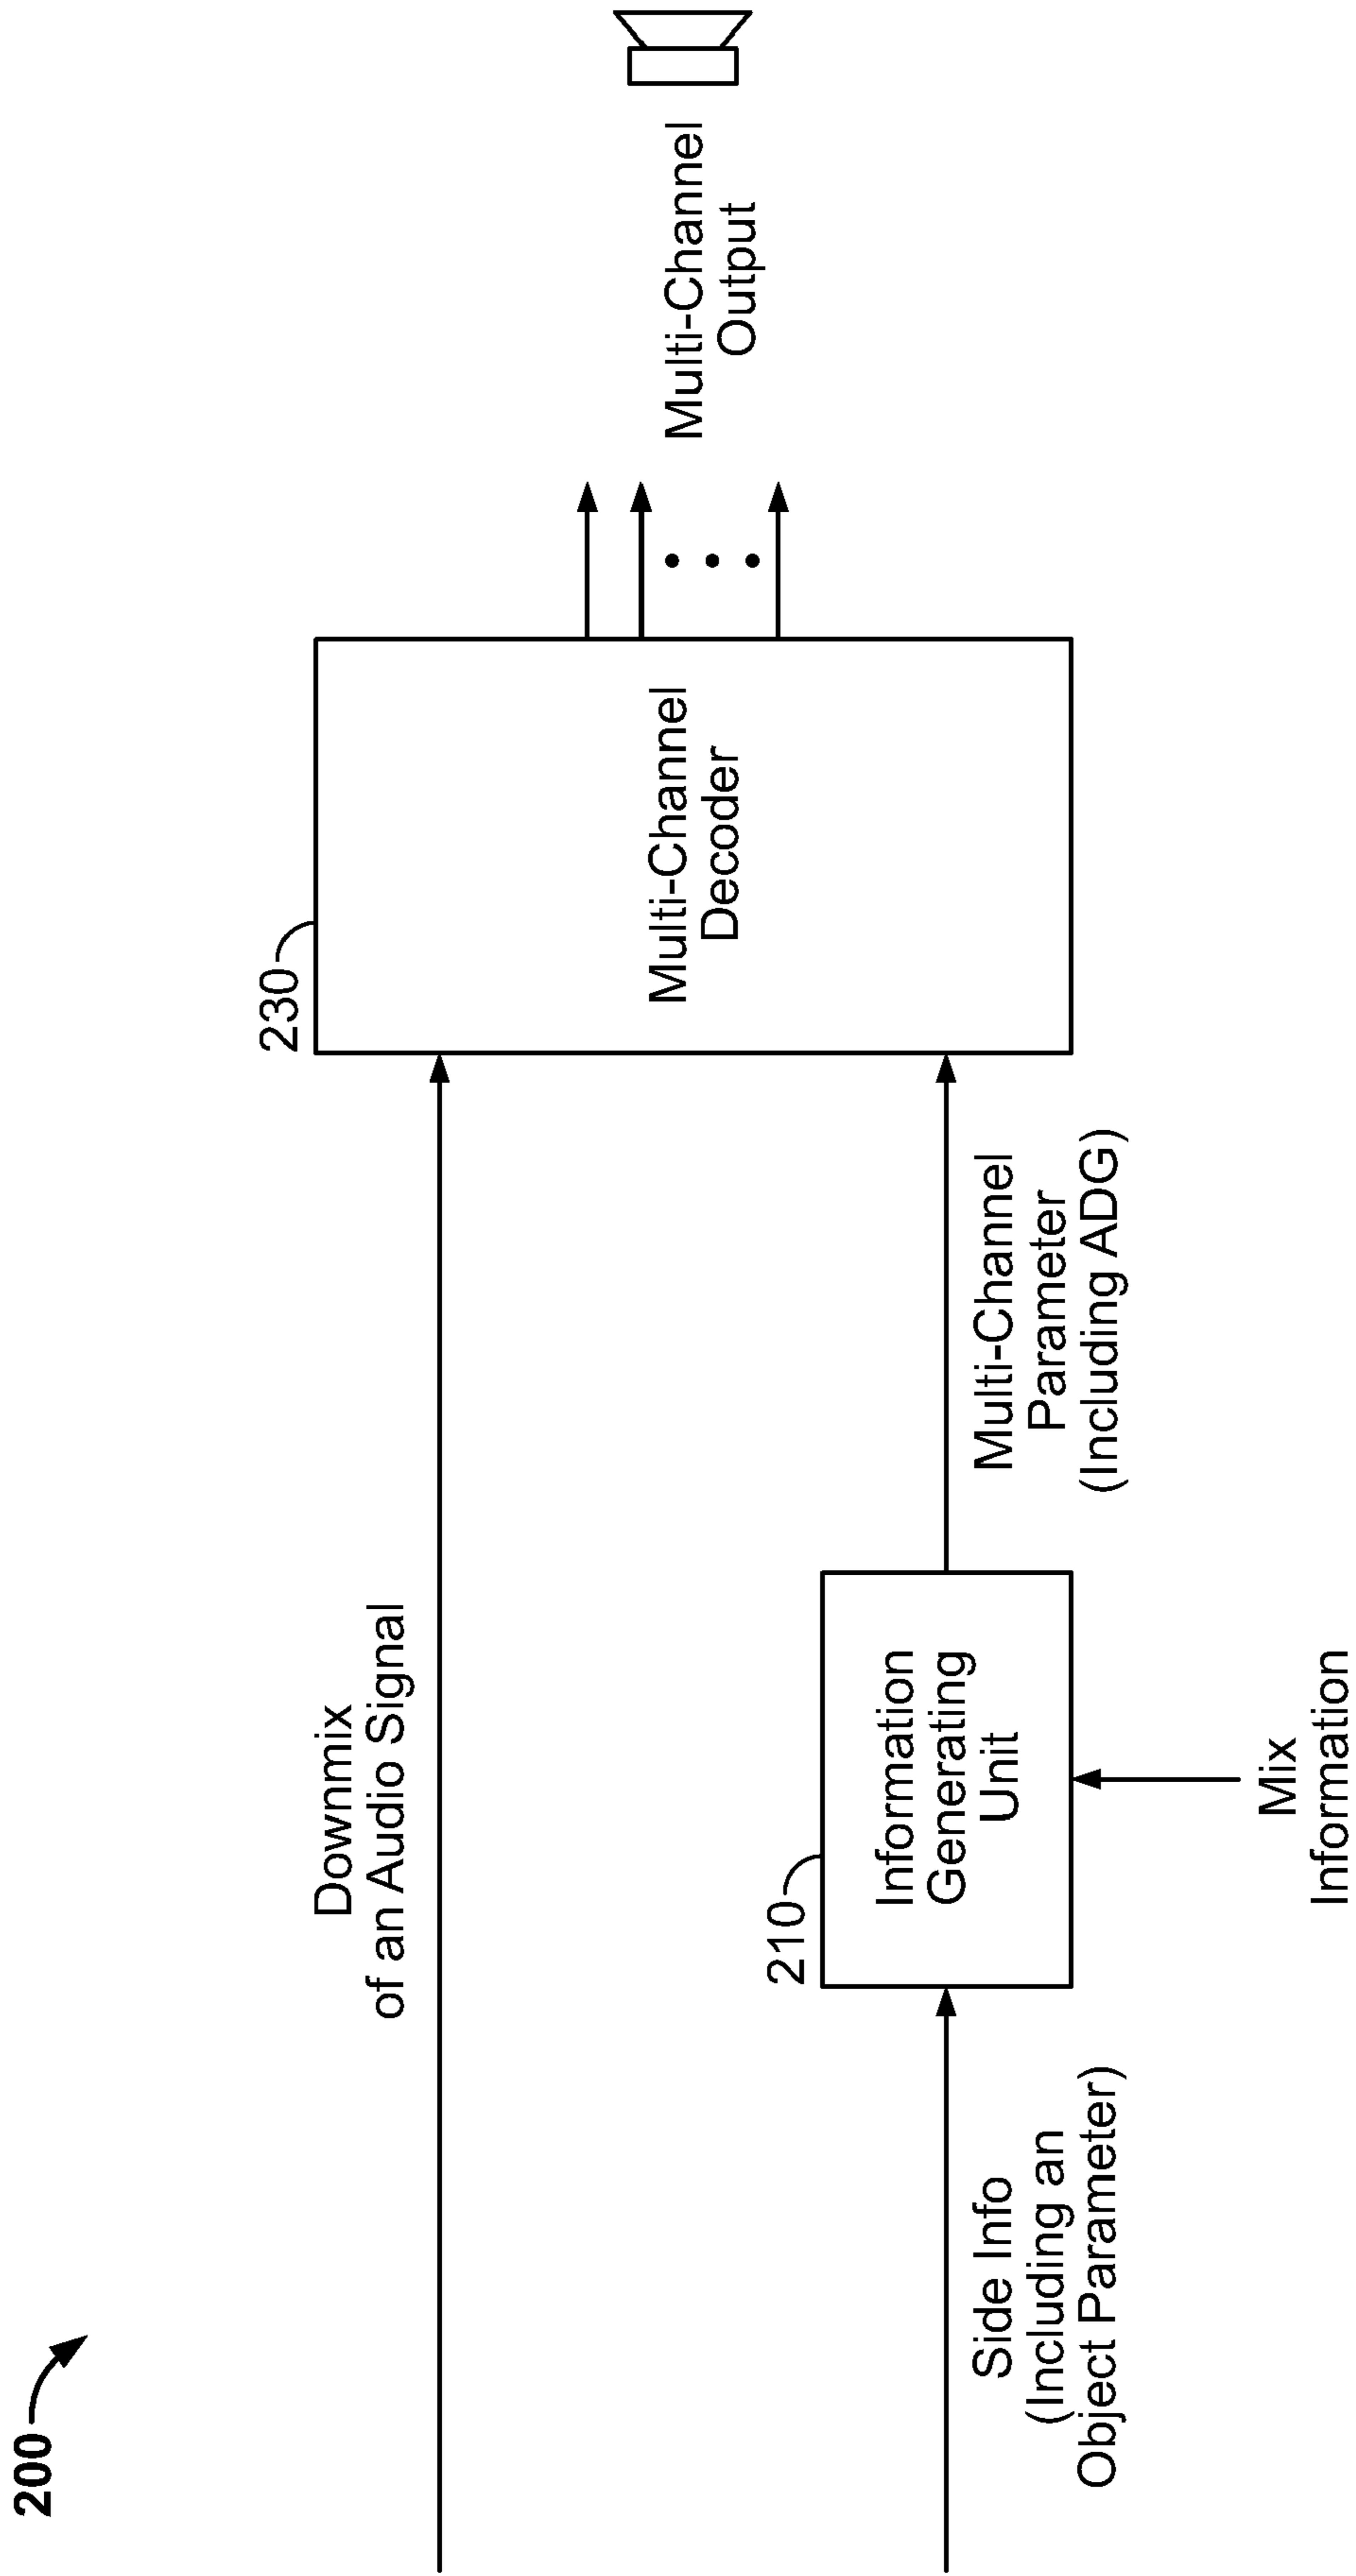 200
Downmix
of an Audio Signal
230
Multi-Channel
Decoder
Multi-Channel
Output
210
Information
Generating
Unit
Side Info
(Including an
Object Parameter)
Multi-Channel
Parameter
(Including ADG)
Mix
Information